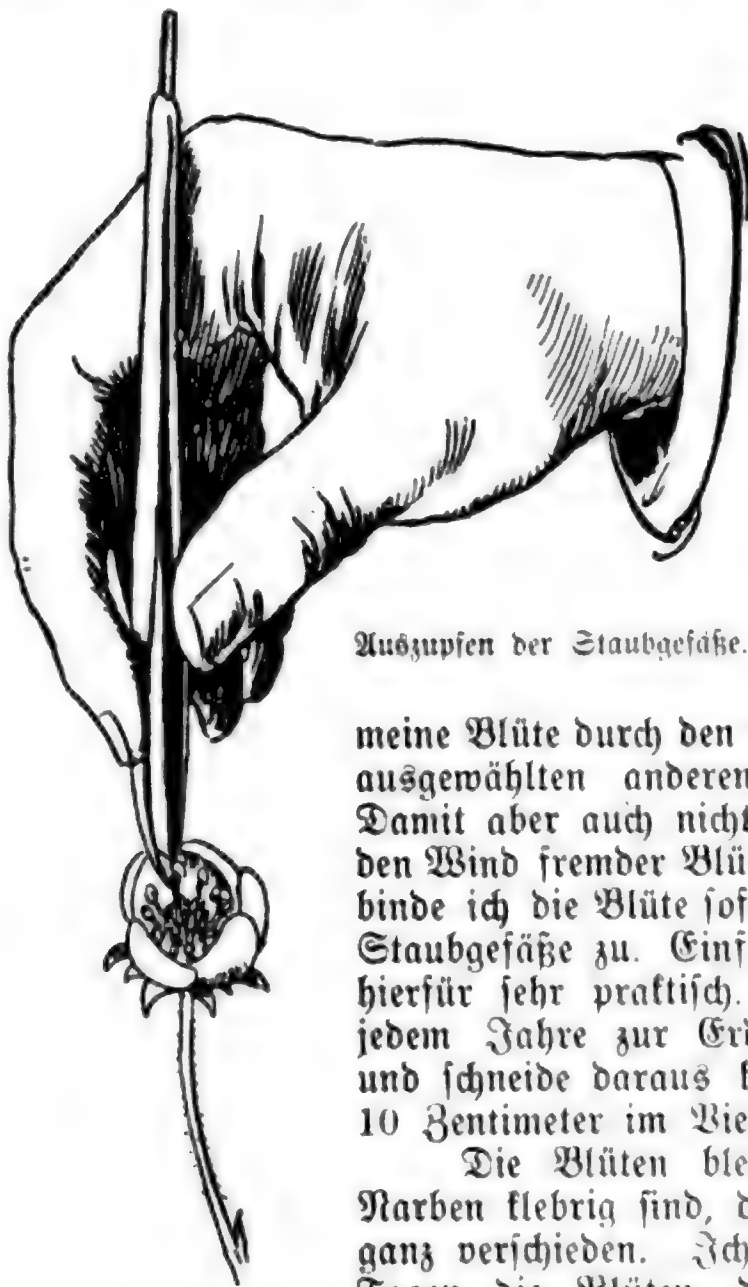 Auszupfen der Staubgefäße.
meine Blüte durch den
ausgewählten anderen
Damit aber auch nicht
den Wind fremder Blü
binde ich die Blüte sof
Staubgefäße zu. Einf
hierfür sehr praktisch.
jedem Jahre zur Erd
und schneide daraus k
10 Zentimeter im Vie
Die Blüten ble
Narben klebrig sind, d
ganz verschieden. Ich